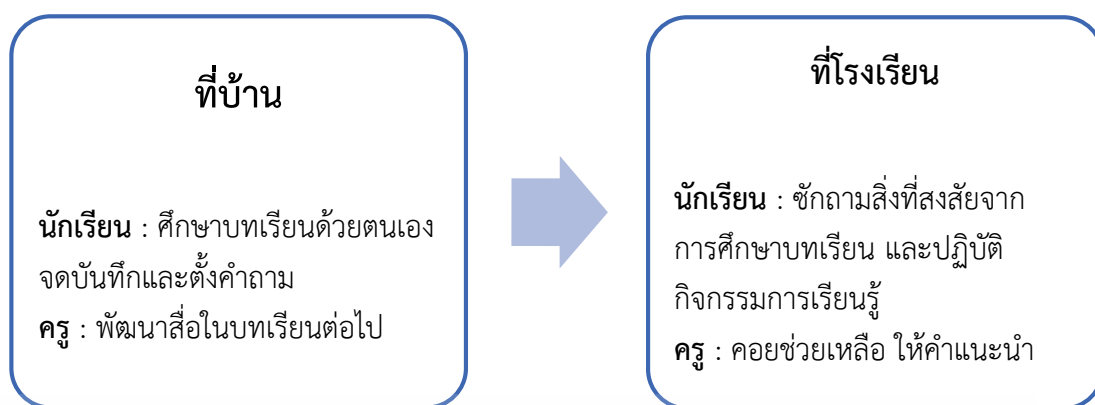 ที่บ้าน
นักเรียน : ศึกษาบทเรียนด้วยตนเอง
จดบันทึกและตั้งคำถาม
ครู : พัฒนาสื่อในบทเรียนต่อไป
ที่โรงเรียน
นักเรียน : ซักถามสิ่งที่สงสัยจาก
การศึกษาบทเรียน และปฏิบัติ
กิจกรรมการเรียนรู้
ครู : คอยช่วยเหลือ ให้คำแนะนำ